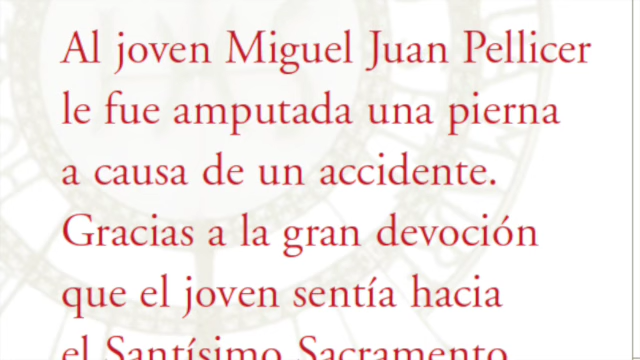 Al joven Miguel Juan Pellicer
le fue amputada una pierna
a causa de un accidente.
Gracias a la gran devoción
que el joven sentía hacia
el Santísimo Sacramento